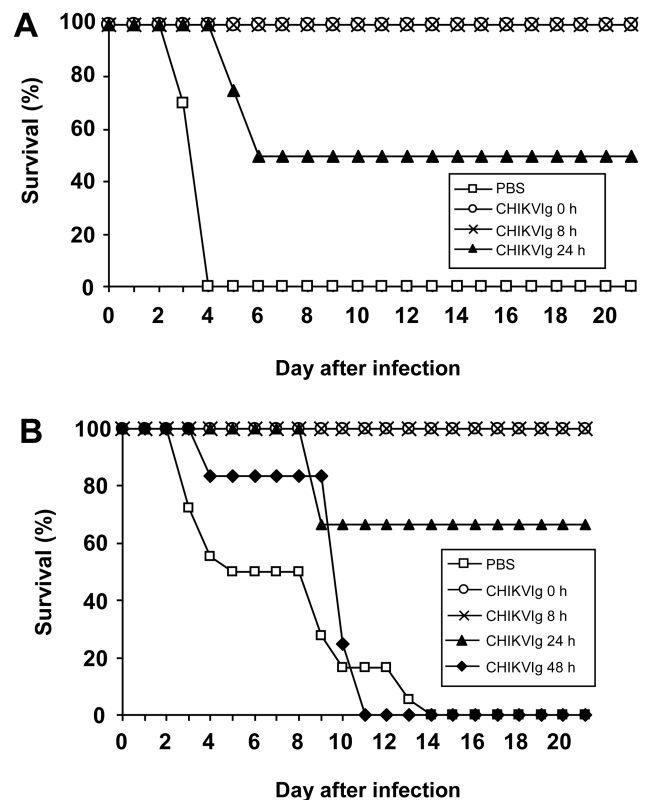 A
Survival (%)
100
80
60
40
20
0
PBS
CHIKVIg 0 h
CHIKVIg 8 h
CHIKVIg 24 h
0 2 4 6 8 10 12 14 16 18 20
Day after infection
B
Survival (%)
100
80
60
40
20
0
PBS
CHIKVIg 0 h
CHIKVIg 8 h
CHIKVIg 24 h
CHIKVIg 48 h
0 2 4 6 8 10 12 14 16 18 20
Day after infection